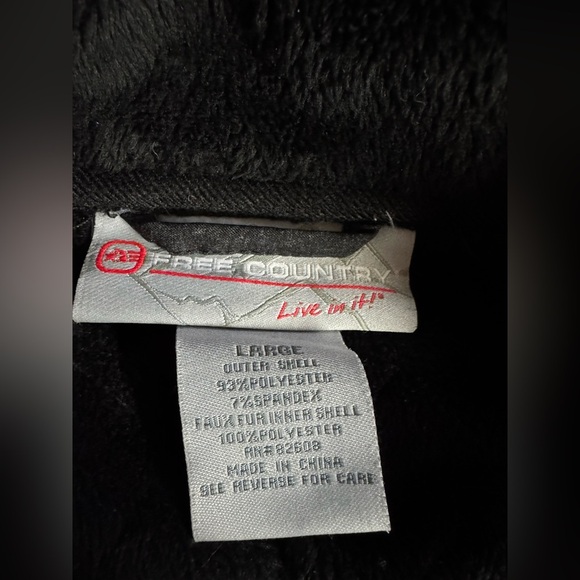 FREE COUNTRY
Live in it!®
LARGE
OUTER SHELL
93%POLYESTER
7%SPANDEX
FAUX FUR INNER SHELL
100%POLYESTER
RN#82608
MADE IN CHINA
SEE REVERSE FOR CARE